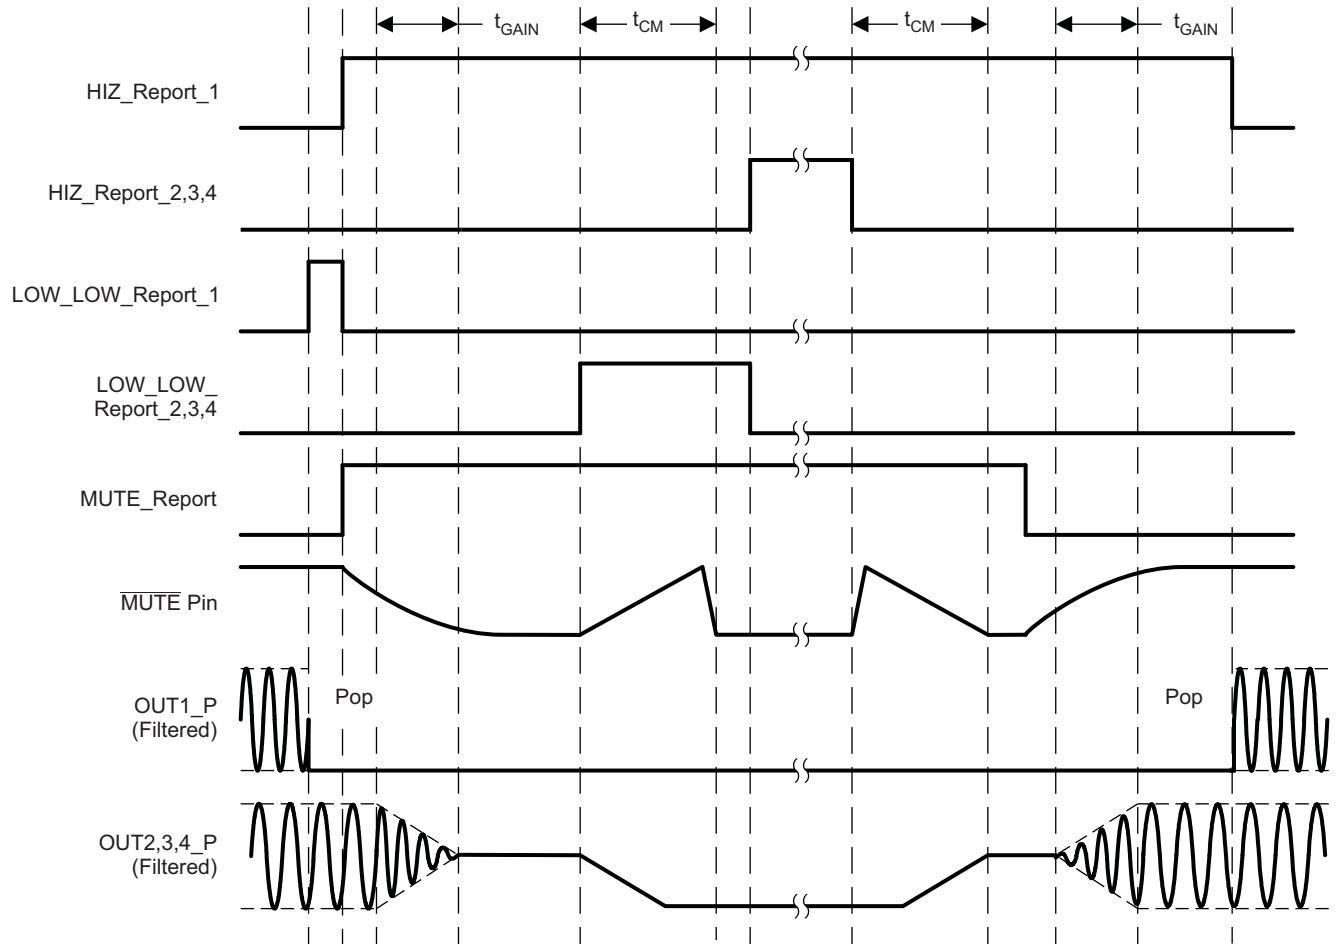 tGAIN tCM tCM tGAIN
HIZ_Report_1
HIZ_Report_2,3,4
LOW_LOW_Report_1
LOW_LOW_
Report_2,3,4
MUTE_Report
MUTE Pin
OUT1_P
(Filtered)
Pop Pop
OUT2,3,4_P
(Filtered)